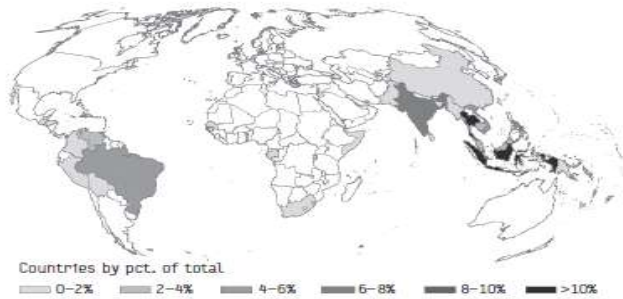 Countries by pct. of total
0–2% 2–4% 4–6% 6–8% 8–10% >10%